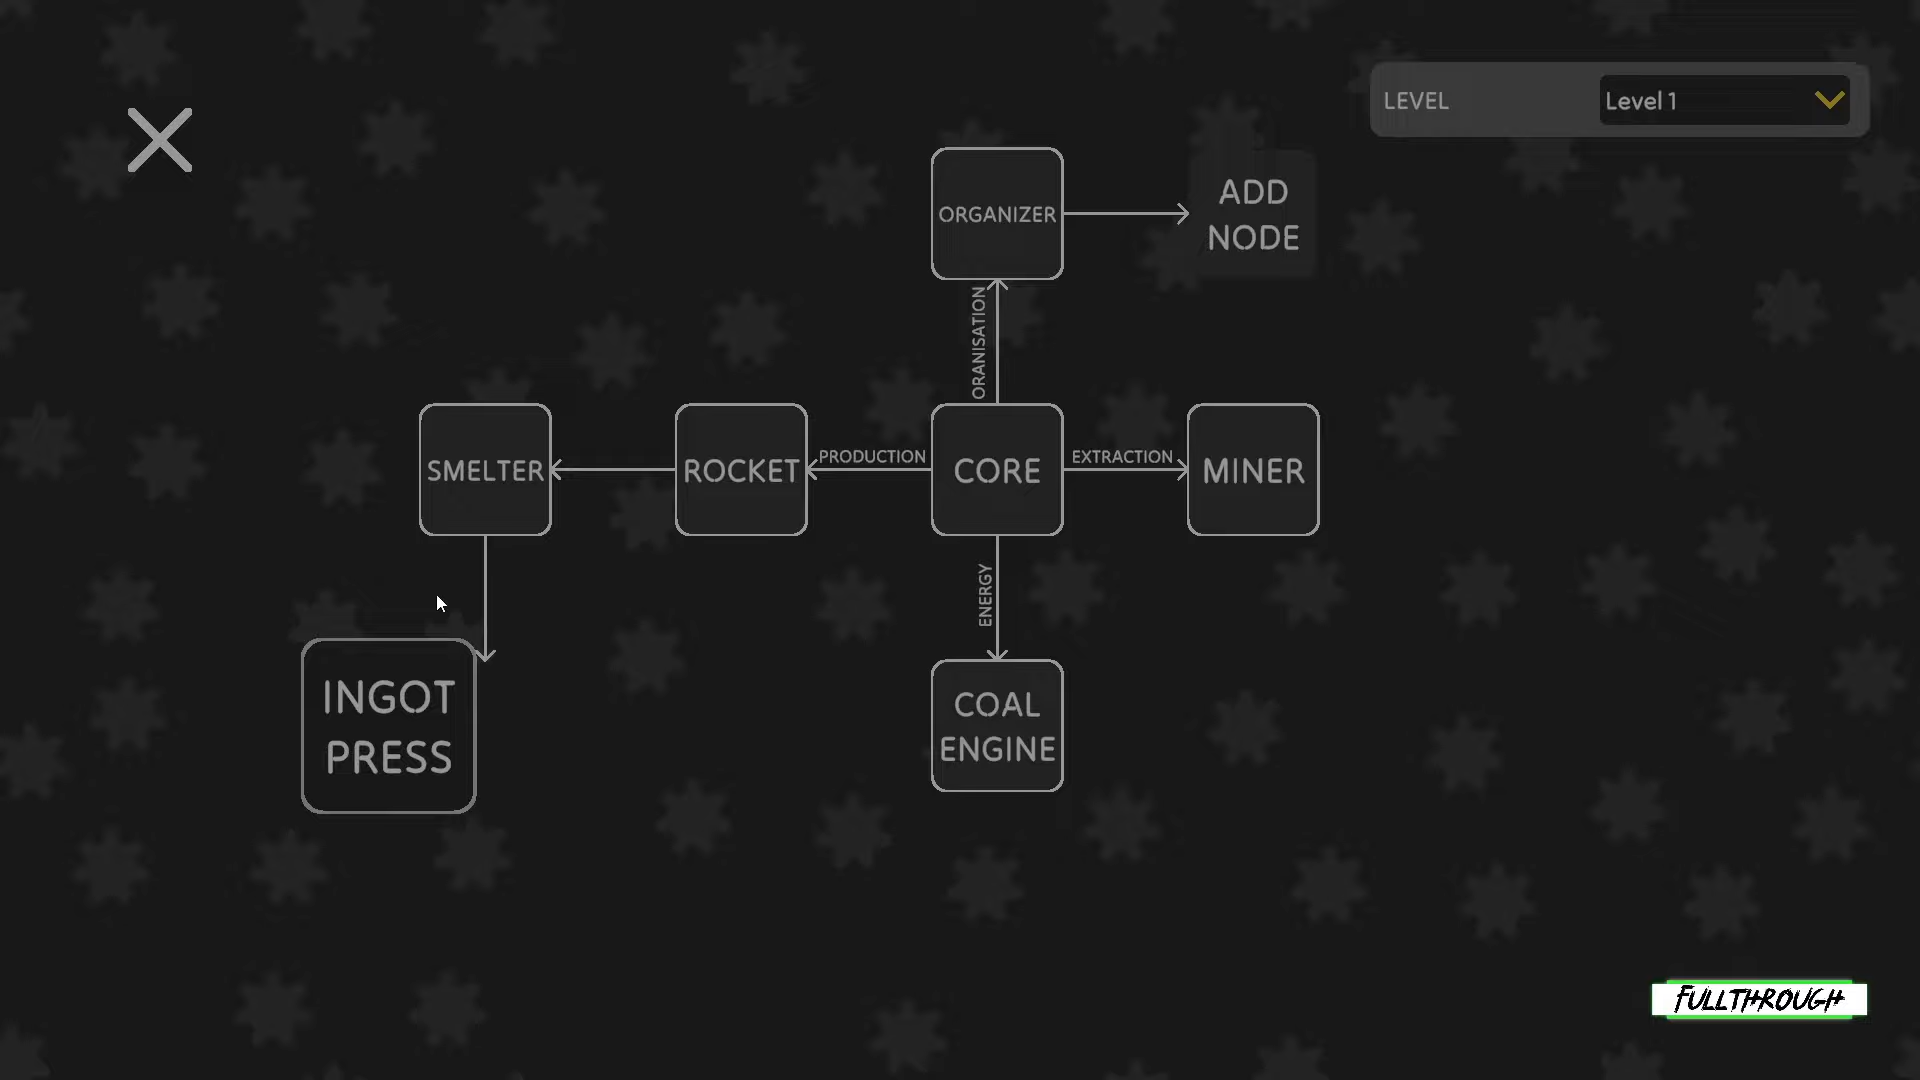 LEVEL
Level 1
ORGANIZER
ADD
NODE
ORANISATION
SMELTER
ROCKET
PRODUCTION
CORE
EXTRACTION
MINER
ENERGY
INGOT
PRESS
COAL
ENGINE
FULLTHROUGH